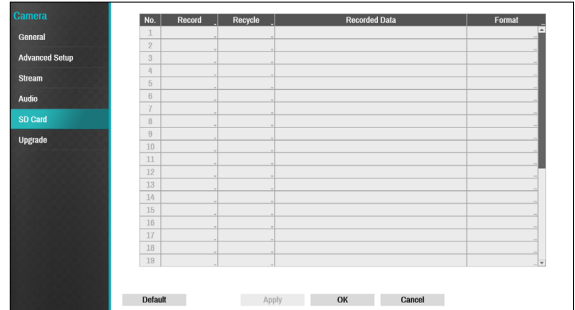 Camera
General
Advanced Setup
Stream
Audio
SD Card
Upgrade
No. Record Recycle Recorded Data Format
1
2
3
4
5
6
7
8
9
10
11
12
13
14
15
16
17
18
19
Default Apply OK Cancel